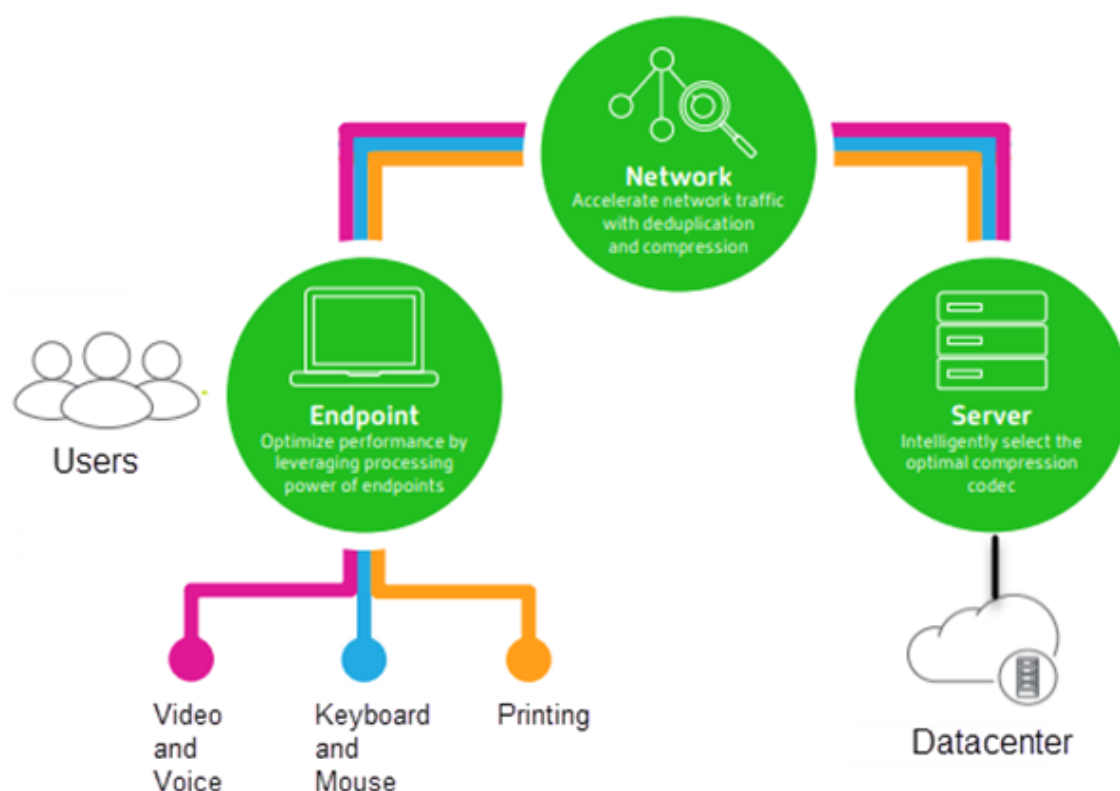 Network
Accelerate network traffic
with deduplication
and compression
Endpoint
Optimize performance by
leveraging processing
power of endpoints
Server
Intelligently select the
optimal compression
codec
Users
Video
and
Voice
Keyboard
and
Mouse
Printing
Datacenter